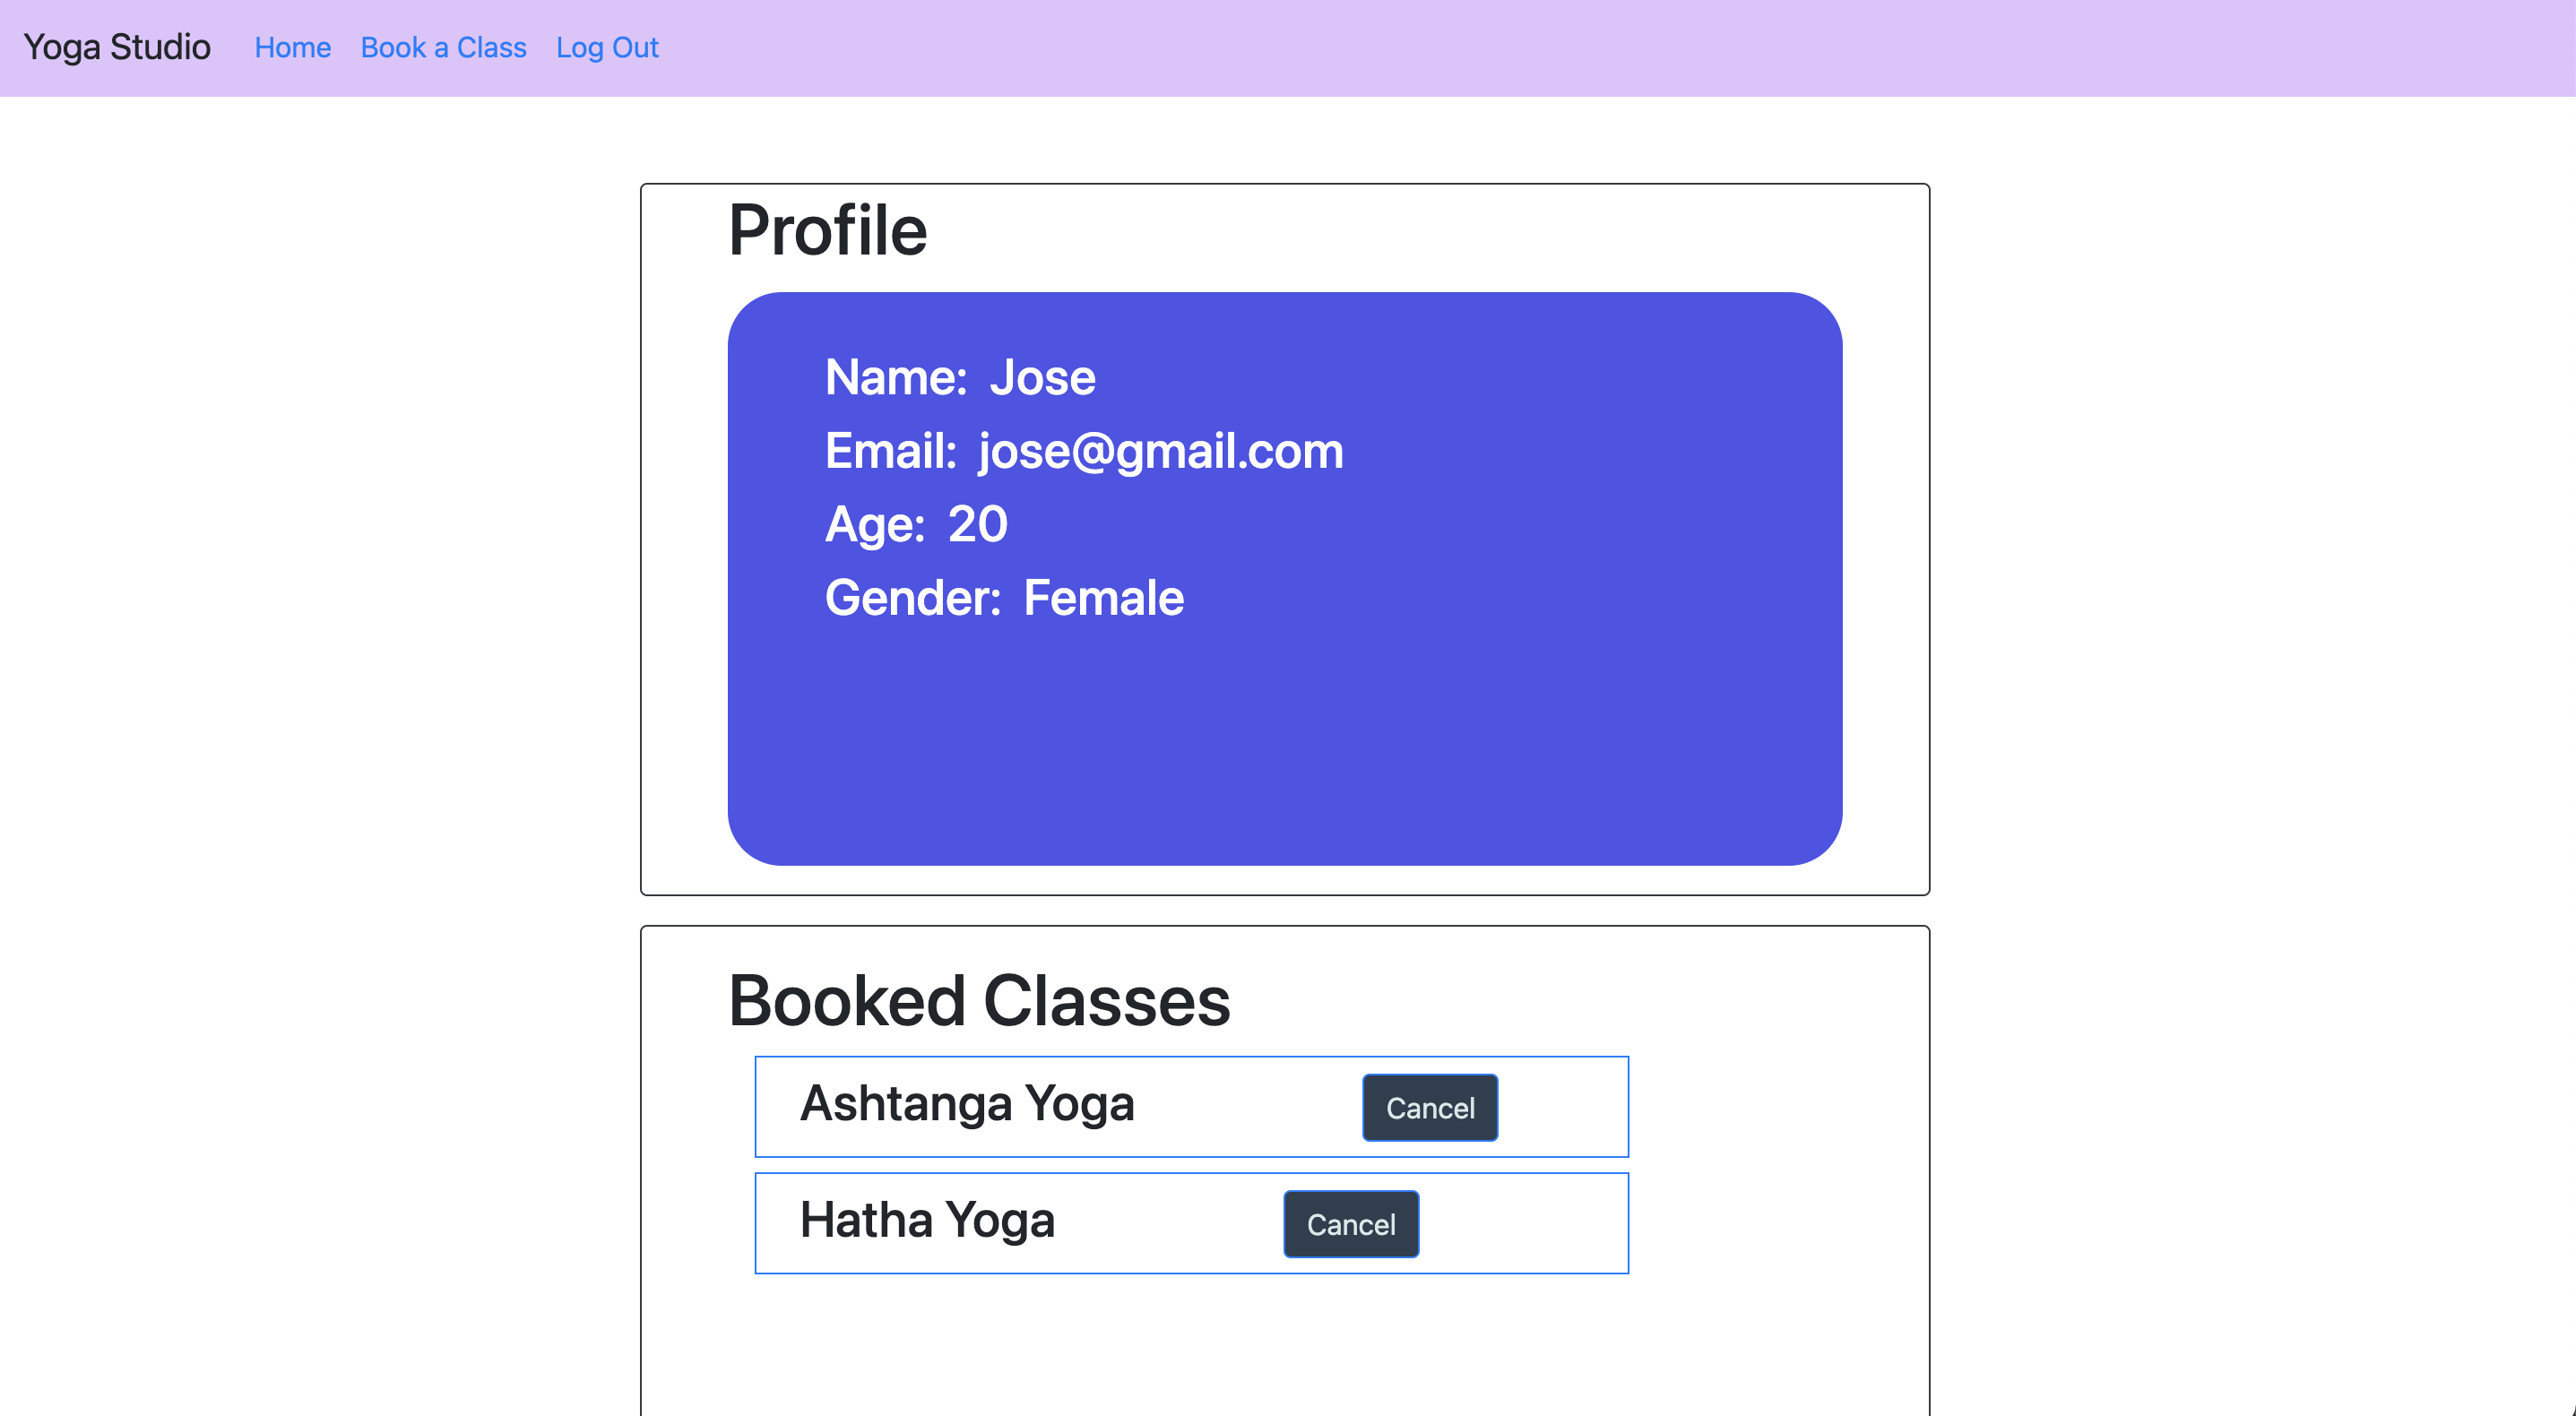 Yoga Studio Home Book a Class Log Out
Profile
Name: Jose
Email: jose@gmail.com
Age: 20
Gender: Female
Booked Classes
Ashtanga Yoga Cancel
Hatha Yoga Cancel